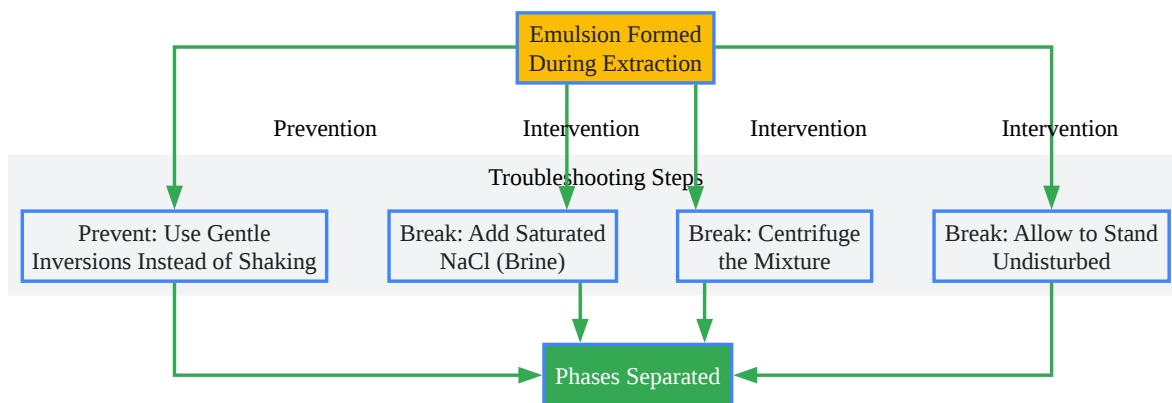 Emulsion Formed
During Extraction
Prevention
Intervention
Intervention
Intervention
Troubleshooting Steps
Prevent: Use Gentle
Inversions Instead of Shaking
Break: Add Saturated
NaCl (Brine)
Break: Centrifuge
the Mixture
Break: Allow to Stand
Undisturbed
Phases Separated